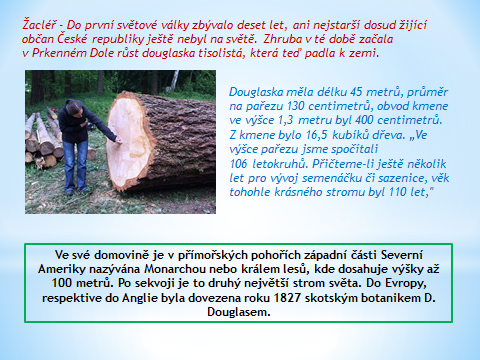 Žacléř - Do první světové války zbývalo deset let, ani nejstarší dosud žijící
občan České republiky ještě nebyl na světě. Zhruba v té době začala
v Prkenném Dole růst douglaska tisolistá, která teď padla k zemi.
Douglaska měla délku 45 metrů, průměr
na pařezu 130 centimetrů, obvod kmene
ve výšce 1,3 metru byl 400 centimetrů.
Z kmene bylo 16,5 kubíků dřeva. „Ve
výšce pařezu jsme spočítali
106 letokruhů. Přičteme-li ještě několik
let pro vývoj semenáčku či sazenice, věk
tohohle krásného stromu byl 110 let,"
Ve své domovině je v přímořských pohořích západní části Severní
Ameriky nazývána Monarchou nebo králem lesů, kde dosahuje výšky až
100 metrů. Po sekvoji je to druhý největší strom světa. Do Evropy,
respektive do Anglie byla dovezena roku 1827 skotským botanikem D.
Douglasem.